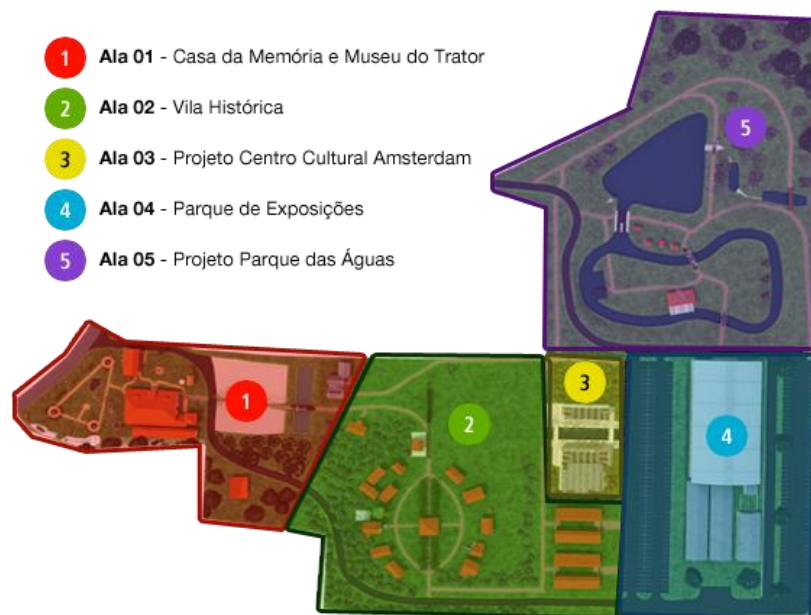 1 Ala 01 - Casa da Memória e Museu do Trator
2 Ala 02 - Vila Histórica
3 Ala 03 - Projeto Centro Cultural Amsterdam
4 Ala 04 - Parque de Exposições
5 Ala 05 - Projeto Parque das Águas
5
3
1
2
4